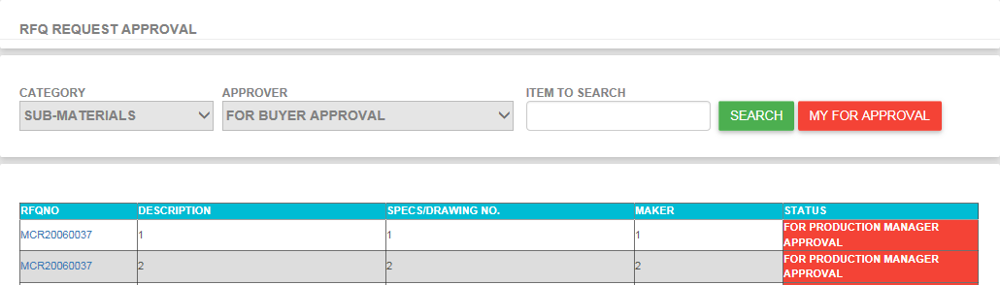 RFQ REQUEST APPROVAL
CATEGORY APPROVER ITEM TO SEARCH
SUB-MATERIALS FOR BUYER APPROVAL SEARCH MY FOR APPROVAL
RFQNO DESCRIPTION SPECS/DRAWING NO. MAKER STATUS
MCR20060037 1 1 1 FOR PRODUCTION MANAGER
APPROVAL
MCR20060037 2 2 2 FOR PRODUCTION MANAGER
APPROVAL